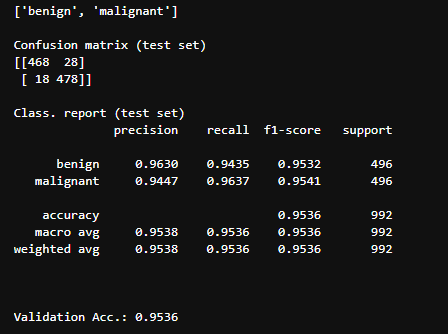 ['benign', 'malignant']
Confusion matrix (test set)
[[468  28]
 [ 18 478]]
Class. report (test set)
              precision    recall  f1-score   support
      benign     0.9630    0.9435    0.9532       496
   malignant     0.9447    0.9637    0.9541       496
    accuracy                         0.9536       992
   macro avg     0.9538    0.9536    0.9536       992
weighted avg     0.9538    0.9536    0.9536       992
Validation Acc.: 0.9536